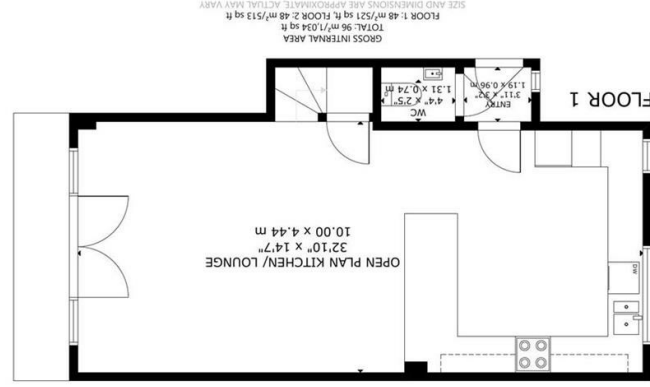 FLOOR 1
ENTRY
3'11" x 3'2"
1.19 x 0.96 m
WC
4'4" x 2'5"
1.31 x 0.74 m
OPEN PLAN KITCHEN/ LOUNGE
32'10" x 14'7"
10.00 x 4.44 m
DW
GROSS INTERNAL AREA
TOTAL: 96 m²/1,034 sq ft
FLOOR 1: 48 m²/521 sq ft, FLOOR 2: 48 m²/513 sq ft
SIZE AND DIMENSIONS ARE APPROXIMATE, ACTUAL MAY VARY